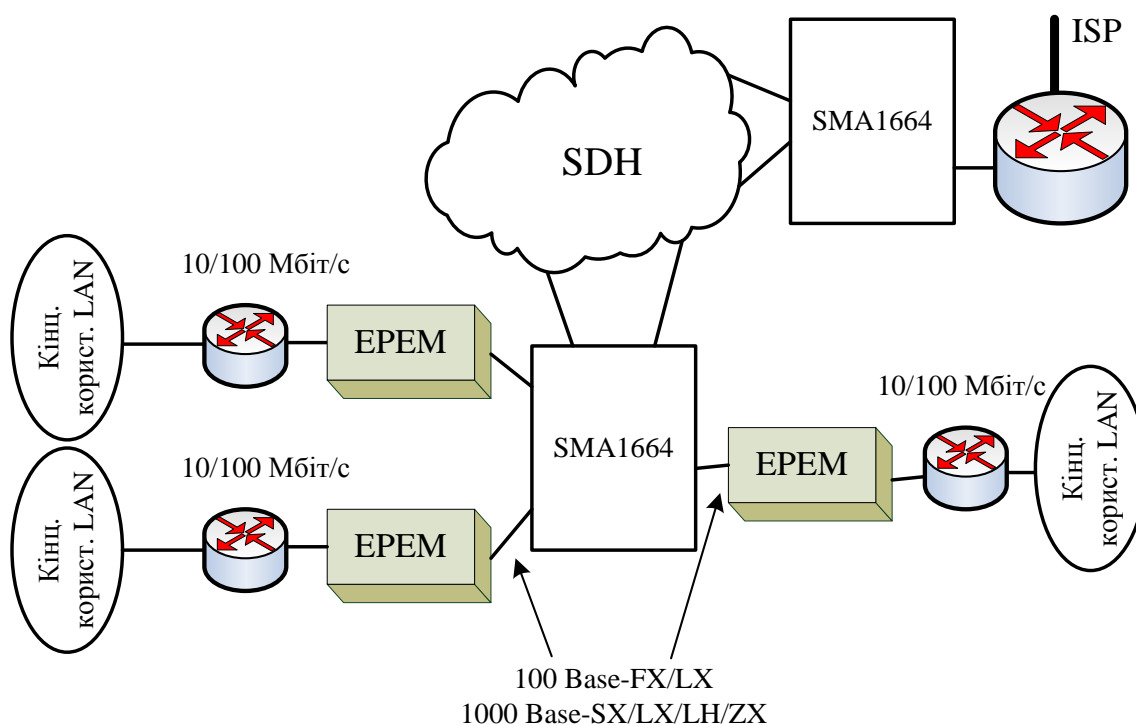 ISP
SMA1664
SDH
10/100 Мбіт/с
Кінц.
корист. LAN
EPEM
10/100 Мбіт/с
SMA1664
EPEM
Кінц.
корист. LAN
10/100 Мбіт/с
Кінц.
корист. LAN
EPEM
100 Base-FX/LX
1000 Base-SX/LX/LH/ZX